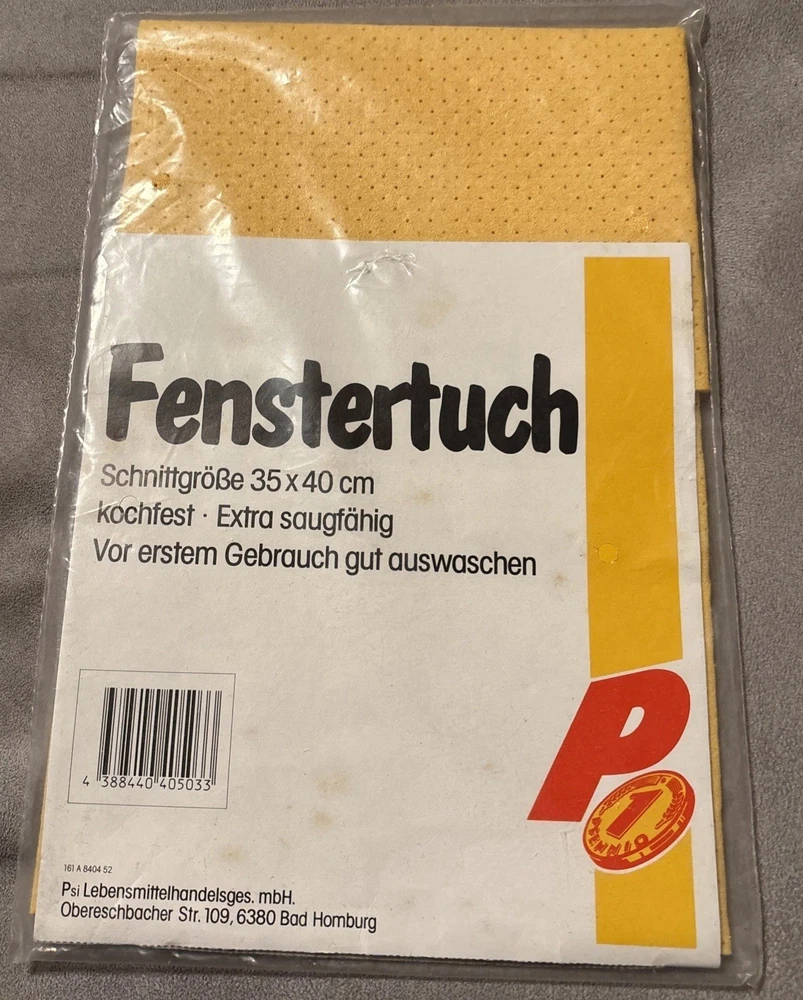 Fenstertuch
Schnittgröße 35 x 40 cm
kochfest · Extra saugfähig
Vor erstem Gebrauch gut auswaschen
P
1
PFENNIG
4 388440 405033
161 A 8404 52
Psi Lebensmittelhandelsges. mbH.
Obereschbacher Str. 109, 6380 Bad Homburg